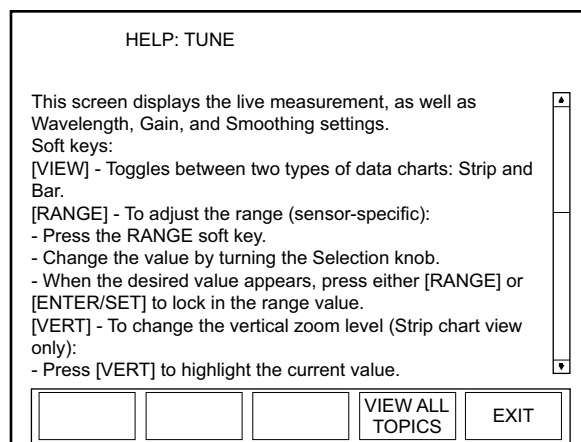 HELP: TUNE
This screen displays the live measurement, as well as
Wavelength, Gain, and Smoothing settings.
Soft keys:
[VIEW] - Toggles between two types of data charts: Strip and
Bar.
[RANGE] - To adjust the range (sensor-specific):
- Press the RANGE soft key.
- Change the value by turning the Selection knob.
- When the desired value appears, press either [RANGE] or
[ENTER/SET] to lock in the range value.
[VERT] - To change the vertical zoom level (Strip chart view
only):
- Press [VERT] to highlight the current value.
VIEW ALL
TOPICS
EXIT